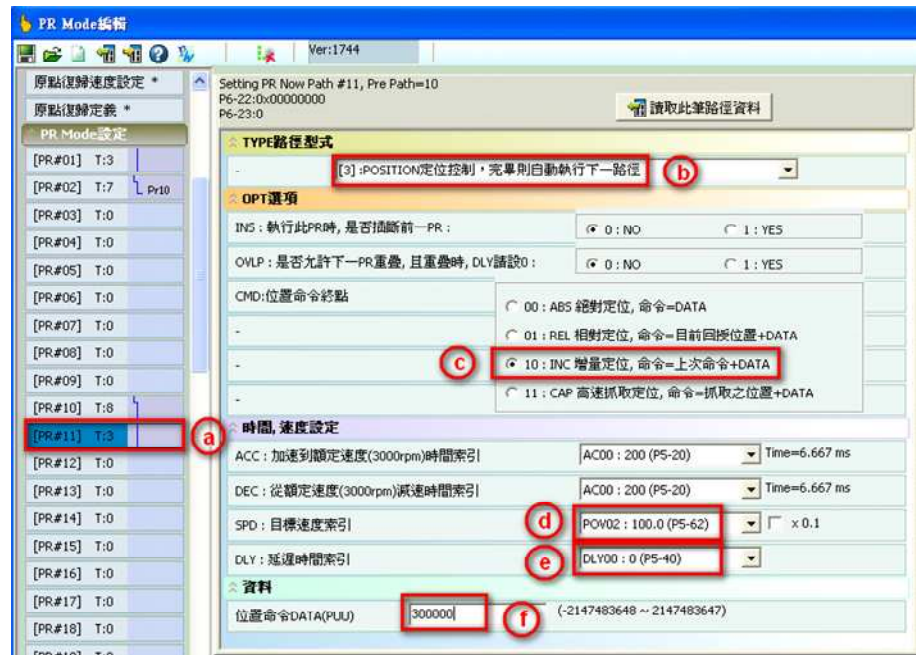 PR Mode編輯
Ver:1744
原點復歸速度設定 *
原點復歸定義 *
PR Mode設定
[PR#01] T:3
[PR#02] T:7 Pr10
[PR#03] T:0
[PR#04] T:0
[PR#05] T:0
[PR#06] T:0
[PR#07] T:0
[PR#08] T:0
[PR#09] T:0
[PR#10] T:8
[PR#11] T:3
a
[PR#12] T:0
[PR#13] T:0
[PR#14] T:0
[PR#15] T:0
[PR#16] T:0
[PR#17] T:0
[PR#18] T:0
Setting PR Now Path #11, Pre Path=10
P6-22:0x00000000
P6-23:0
讀取此筆路徑資料
TYPE路徑型式
- [3] :POSITION定位控制，完畢則自動執行下一路徑 b
OPT選項
INS : 執行此PR時, 是否插斷前一PR : 0 : NO 1 : YES
OVLP : 是否允許下一PR重疊, 且重疊時, DLY請設0 : 0 : NO 1 : YES
CMD:位置命令終點
00 : ABS 絕對定位, 命令=DATA
- 01 : REL 相對定位, 命令=目前回授位置+DATA
- c 10 : INC 增量定位, 命令=上次命令+DATA
- 11 : CAP 高速抓取定位, 命令=抓取之位置+DATA
時間, 速度設定
ACC : 加速到額定速度(3000rpm)時間索引 AC00 : 200 (P5-20) Time=6.667 ms
DEC : 從額定速度(3000rpm)減速時間索引 AC00 : 200 (P5-20) Time=6.667 ms
SPD : 目標速度索引 d POV02 : 100.0 (P5-62) x 0.1
DLY : 延遲時間索引 e DLY00 : 0 (P5-40)
資料
位置命令DATA(PUU) 300000 f (-2147483648 ~ 2147483647)